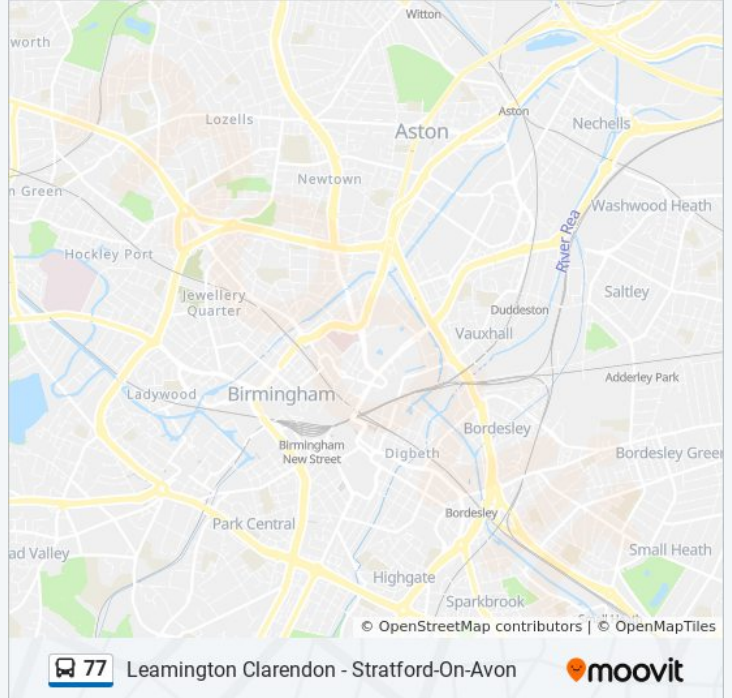 Witton
worth
Lozells
Aston
Aston
Nechells
Newtown
n Green
Washwood Heath
River Rea
Hockley Port
Saltley
Jewellery
Quarter
Duddeston
Vauxhall
Adderley Park
Ladywood
Birmingham
Bordesley
Birmingham
New Street
Digbeth
Bordesley Greer
Bordesley
Park Central
ad Valley
Small Heath
Highgate
Sparkbrook
© OpenStreetMap contributors | © OpenMapTiles
77 Leamington Clarendon - Stratford-On-Avon moovit